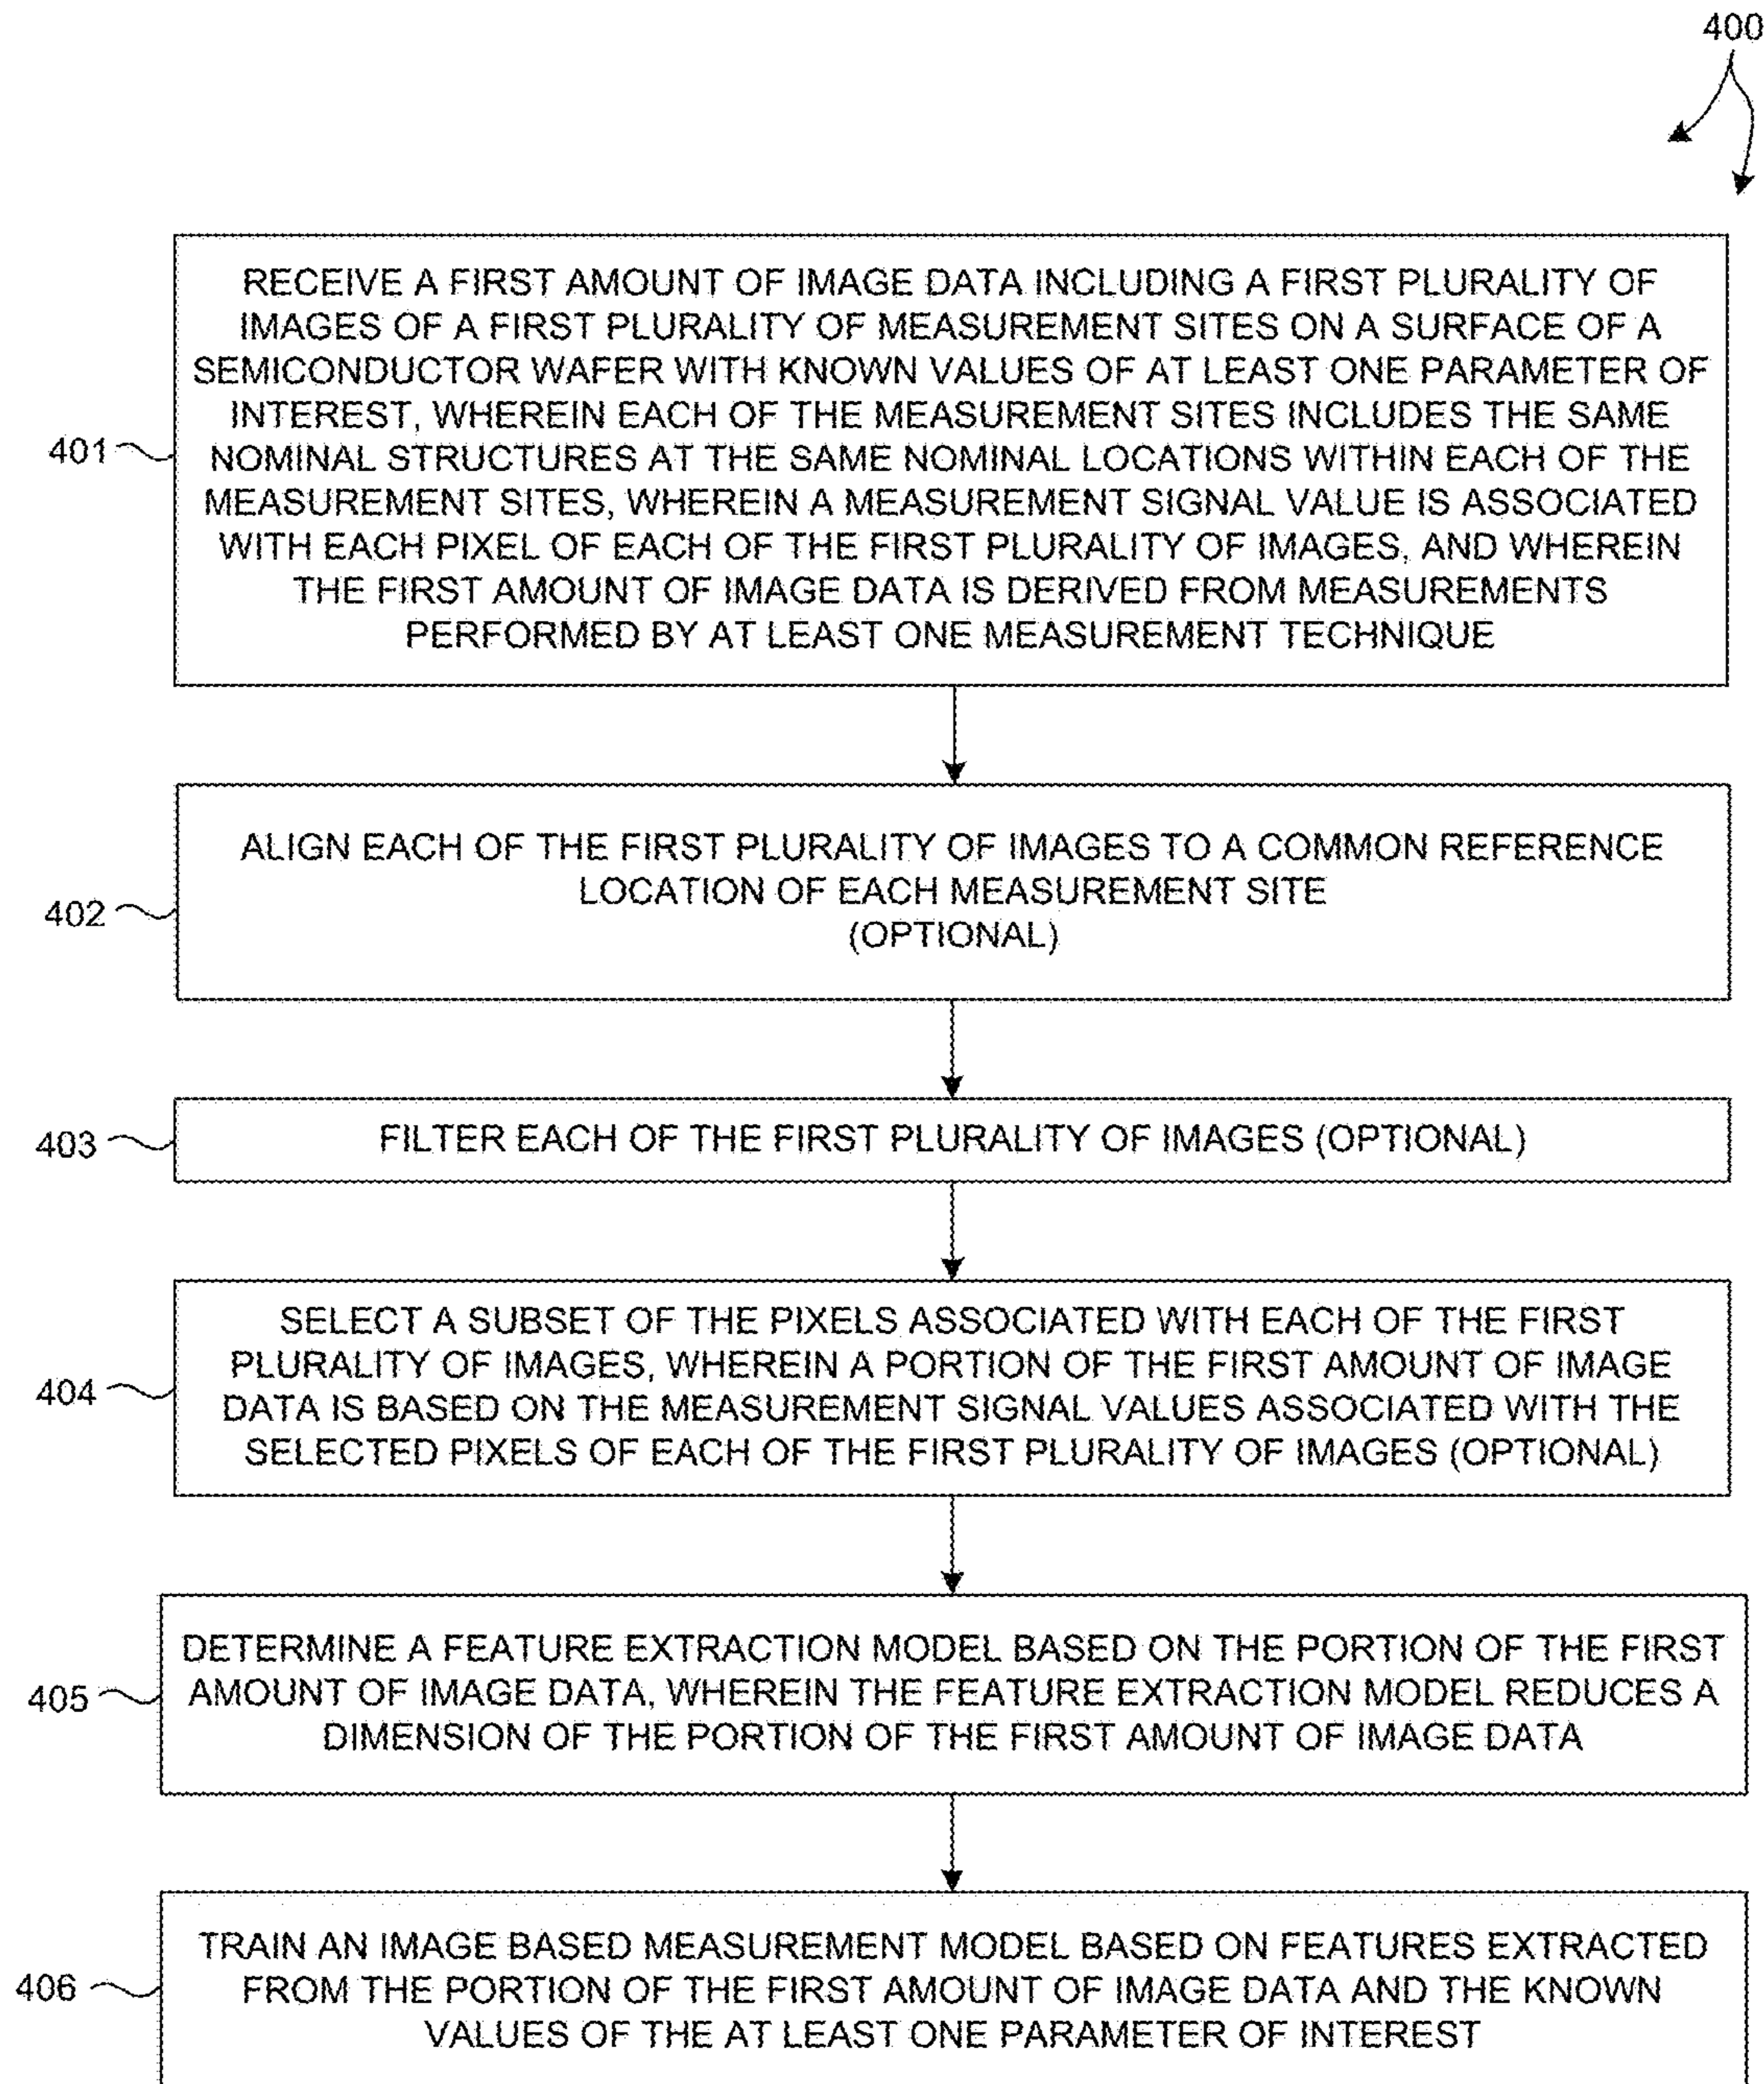 400
RECEIVE A FIRST AMOUNT OF IMAGE DATA INCLUDING A FIRST PLURALITY OF
IMAGES OF A FIRST PLURALITY OF MEASUREMENT SITES ON A SURFACE OF A
SEMICONDUCTOR WAFER WITH KNOWN VALUES OF AT LEAST ONE PARAMETER OF
INTEREST, WHEREIN EACH OF THE MEASUREMENT SITES INCLUDES THE SAME
401
NOMINAL STRUCTURES AT THE SAME NOMINAL LOCATIONS WITHIN EACH OF THE
MEASUREMENT SITES, WHEREIN A MEASUREMENT SIGNAL VALUE IS ASSOCIATED
WITH EACH PIXEL OF EACH OF THE FIRST PLURALITY OF IMAGES, AND WHEREIN
THE FIRST AMOUNT OF IMAGE DATA IS DERIVED FROM MEASUREMENTS
PERFORMED BY AT LEAST ONE MEASUREMENT TECHNIQUE
ALIGN EACH OF THE FIRST PLURALITY OF IMAGES TO A COMMON REFERENCE
LOCATION OF EACH MEASUREMENT SITE
402
(OPTIONAL)
403
FILTER EACH OF THE FIRST PLURALITY OF IMAGES (OPTIONAL)
SELECT A SUBSET OF THE PIXELS ASSOCIATED WITH EACH OF THE FIRST
PLURALITY OF IMAGES, WHEREIN A PORTION OF THE FIRST AMOUNT OF IMAGE
404
DATA IS BASED ON THE MEASUREMENT SIGNAL VALUES ASSOCIATED WITH THE
SELECTED PIXELS OF EACH OF THE FIRST PLURALITY OF IMAGES (OPTIONAL)
DETERMINE A FEATURE EXTRACTION MODEL BASED ON THE PORTION OF THE FIRST
405
AMOUNT OF IMAGE DATA, WHEREIN THE FEATURE EXTRACTION MODEL REDUCES A
DIMENSION OF THE PORTION OF THE FIRST AMOUNT OF IMAGE DATA
TRAIN AN IMAGE BASED MEASUREMENT MODEL BASED ON FEATURES EXTRACTED
406
FROM THE PORTION OF THE FIRST AMOUNT OF IMAGE DATA AND THE KNOWN
VALUES OF THE AT LEAST ONE PARAMETER OF INTEREST